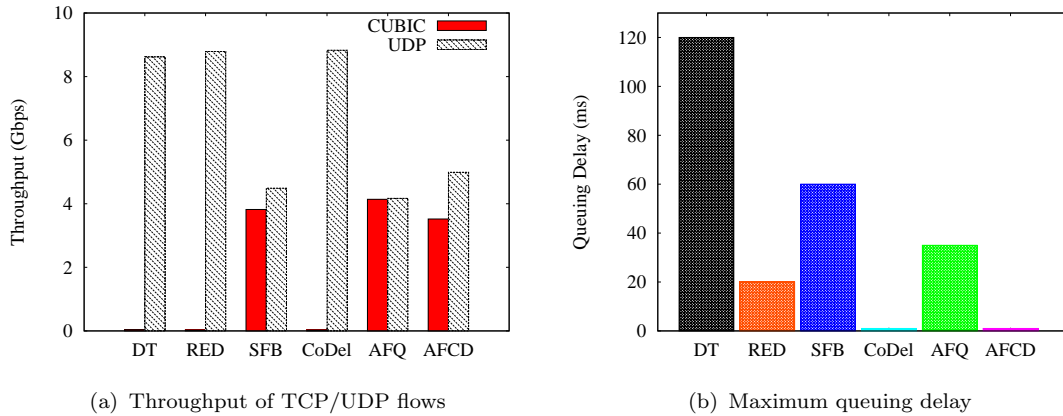 10
8
6
4
2
0
Throughput (Gbps)
CUBIC
UDP
DT RED SFB CoDel AFQ AFCD
(a) Throughput of TCP/UDP flows
120
100
80
60
40
20
0
Queuing Delay (ms)
DT RED SFB CoDel AFQ AFCD
(b) Maximum queuing delay